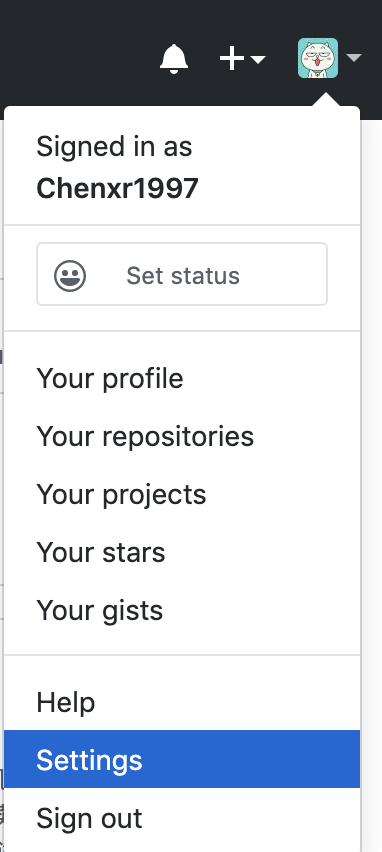 Signed in as
Chenxr1997
Set status
Your profile
Your repositories
Your projects
Your stars
Your gists
Help
Settings
Sign out